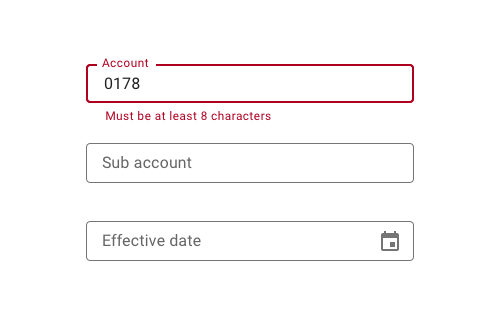 Account
0178
Must be at least 8 characters
Sub account
Effective date